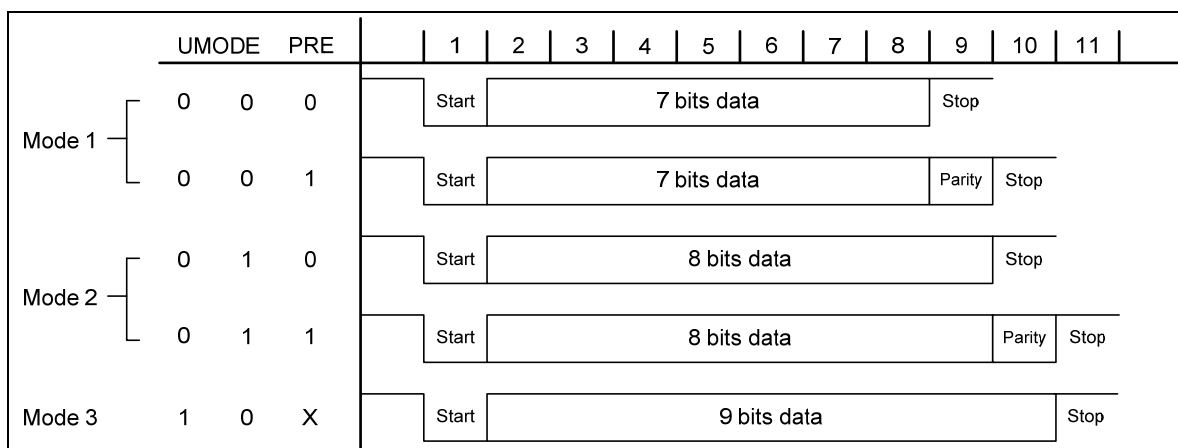 UMODE PRE 1 2 3 4 5 6 7 8 9 10 11
Mode 1
0 0 0 Start 7 bits data Stop
0 0 1 Start 7 bits data Parity Stop
Mode 2
0 1 0 Start 8 bits data Stop
0 1 1 Start 8 bits data Parity Stop
Mode 3 1 0 X Start 9 bits data Stop